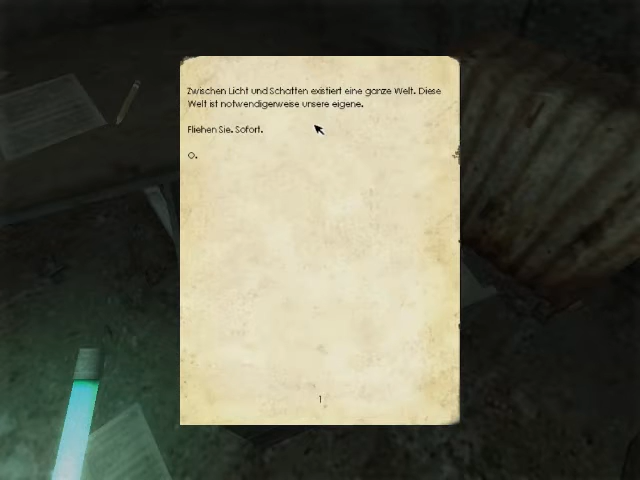 Zwischen Licht und Schatten existiert eine ganze Welt. Diese
Welt ist notwendigerweise unsere eigene.
Fliehen Sie. Sofort.
O.
1